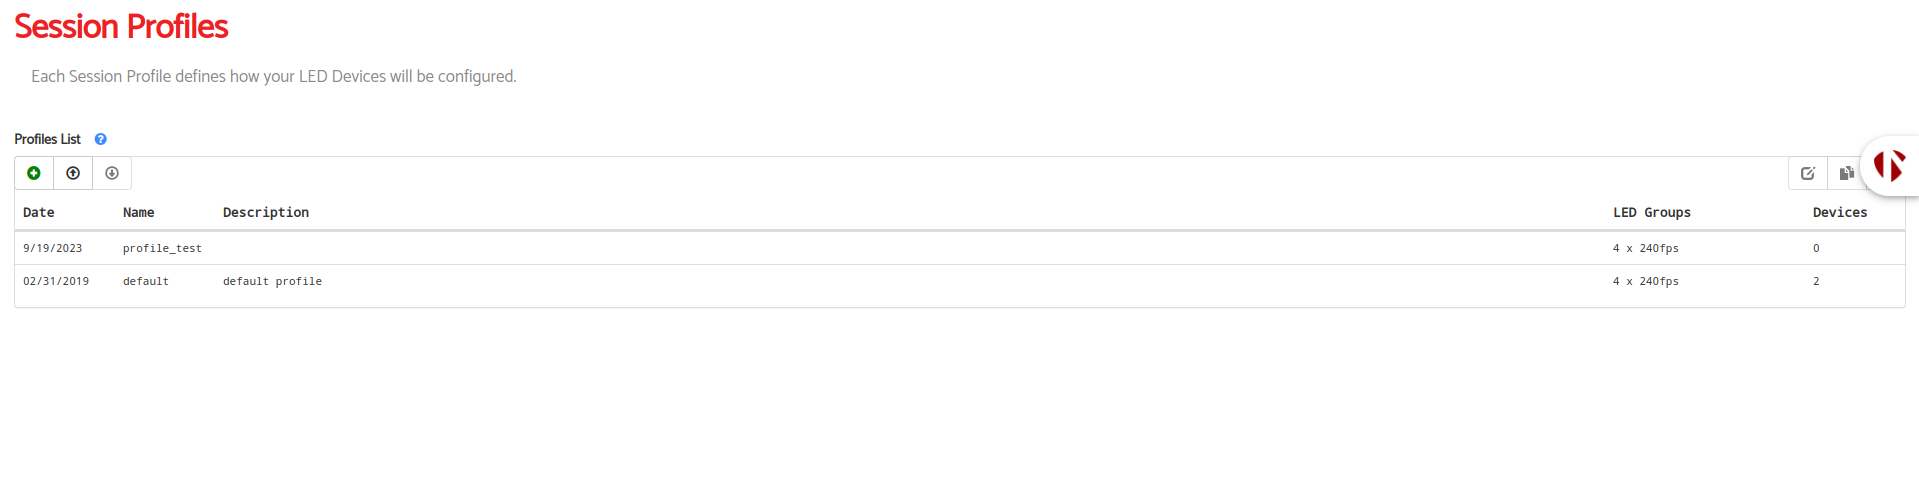 Session Profiles
Each Session Profile defines how your LED Devices will be configured.
Profiles List
Date Name Description LED Groups Devices
9/19/2023 profile_test 4 x 240fps 0
02/31/2019 default default profile 4 x 240fps 2